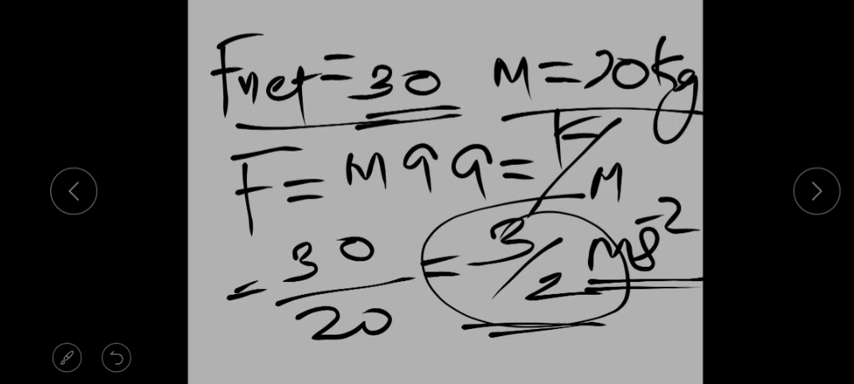 Fnet = 30 M = 20kg
F = Ma a = F/M
= 30/20 = 3/2 ms⁻²